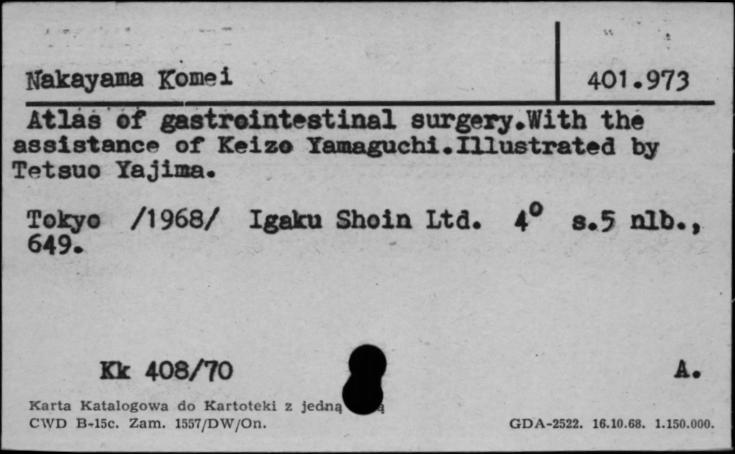 Nakayama Komei
401.973
Atlas of gastrointestinal surgery.With the
assistance of Keizo Yamaguchi.Illustrated by
Tetsuo Yajima.
Tokyo /1968/ Igaku Shoin Ltd. 4° s.5 nlb.,
649.
Kk 408/70
A.
Karta Katalogowa do Kartoteki z jedną
CWD B-15c. Zam. 1557/DW/On.
GDA-2522. 16.10.68. 1.150.000.